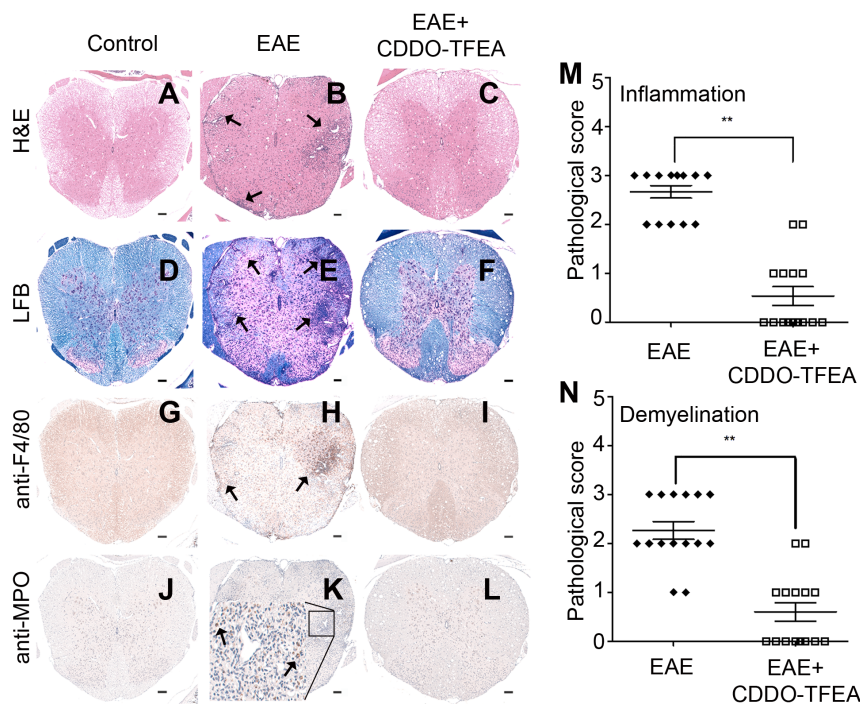 Control
EAE
EAE+
CDDO-TFEA
H&E
A
B
C
LFB
D
E
F
anti-F4/80
G
H
I
anti-MPO
J
K
L
M
Inflammation
**
Pathological score
5
4
3
2
1
0
EAE
EAE+
CDDO-TFEA
N
Demyelination
**
Pathological score
5
4
3
2
1
0
EAE
EAE+
CDDO-TFEA